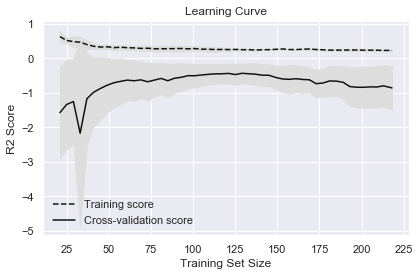 Learning Curve
1
0
−1
−2
−3
−4
−5
R2 Score
Training score
Cross-validation score
25 50 75 100 125 150 175 200 225
Training Set Size